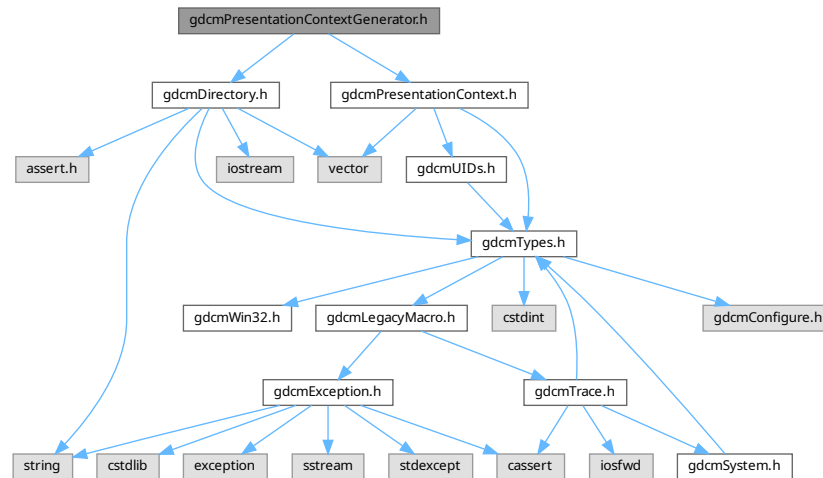 gdcmPresentationContextGenerator.h
gdcmDirectory.h
gdcmPresentationContext.h
assert.h
iostream
vector
gdcmUIDs.h
gdcmTypes.h
gdcmWin32.h
gdcmLegacyMacro.h
cstdint
gdcmConfigure.h
gdcmException.h
gdcmTrace.h
string
cstdlib
exception
sstream
stdexcept
cassert
iosfwd
gdcmSystem.h